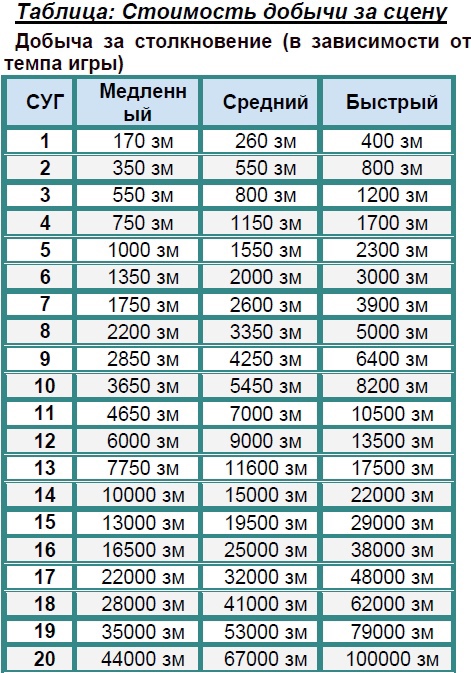 Таблица: Стоимость добычи за сцену
Добыча за столкновение (в зависимости от
темпа игры)
СУГ Медленн
ый Средний Быстрый
1 170 зм 260 зм 400 зм
2 350 зм 550 зм 800 зм
3 550 зм 800 зм 1200 зм
4 750 зм 1150 зм 1700 зм
5 1000 зм 1550 зм 2300 зм
6 1350 зм 2000 зм 3000 зм
7 1750 зм 2600 зм 3900 зм
8 2200 зм 3350 зм 5000 зм
9 2850 зм 4250 зм 6400 зм
10 3650 зм 5450 зм 8200 зм
11 4650 зм 7000 зм 10500 зм
12 6000 зм 9000 зм 13500 зм
13 7750 зм 11600 зм 17500 зм
14 10000 зм 15000 зм 22000 зм
15 13000 зм 19500 зм 29000 зм
16 16500 зм 25000 зм 38000 зм
17 22000 зм 32000 зм 48000 зм
18 28000 зм 41000 зм 62000 зм
19 35000 зм 53000 зм 79000 зм
20 44000 зм 67000 зм 100000 зм